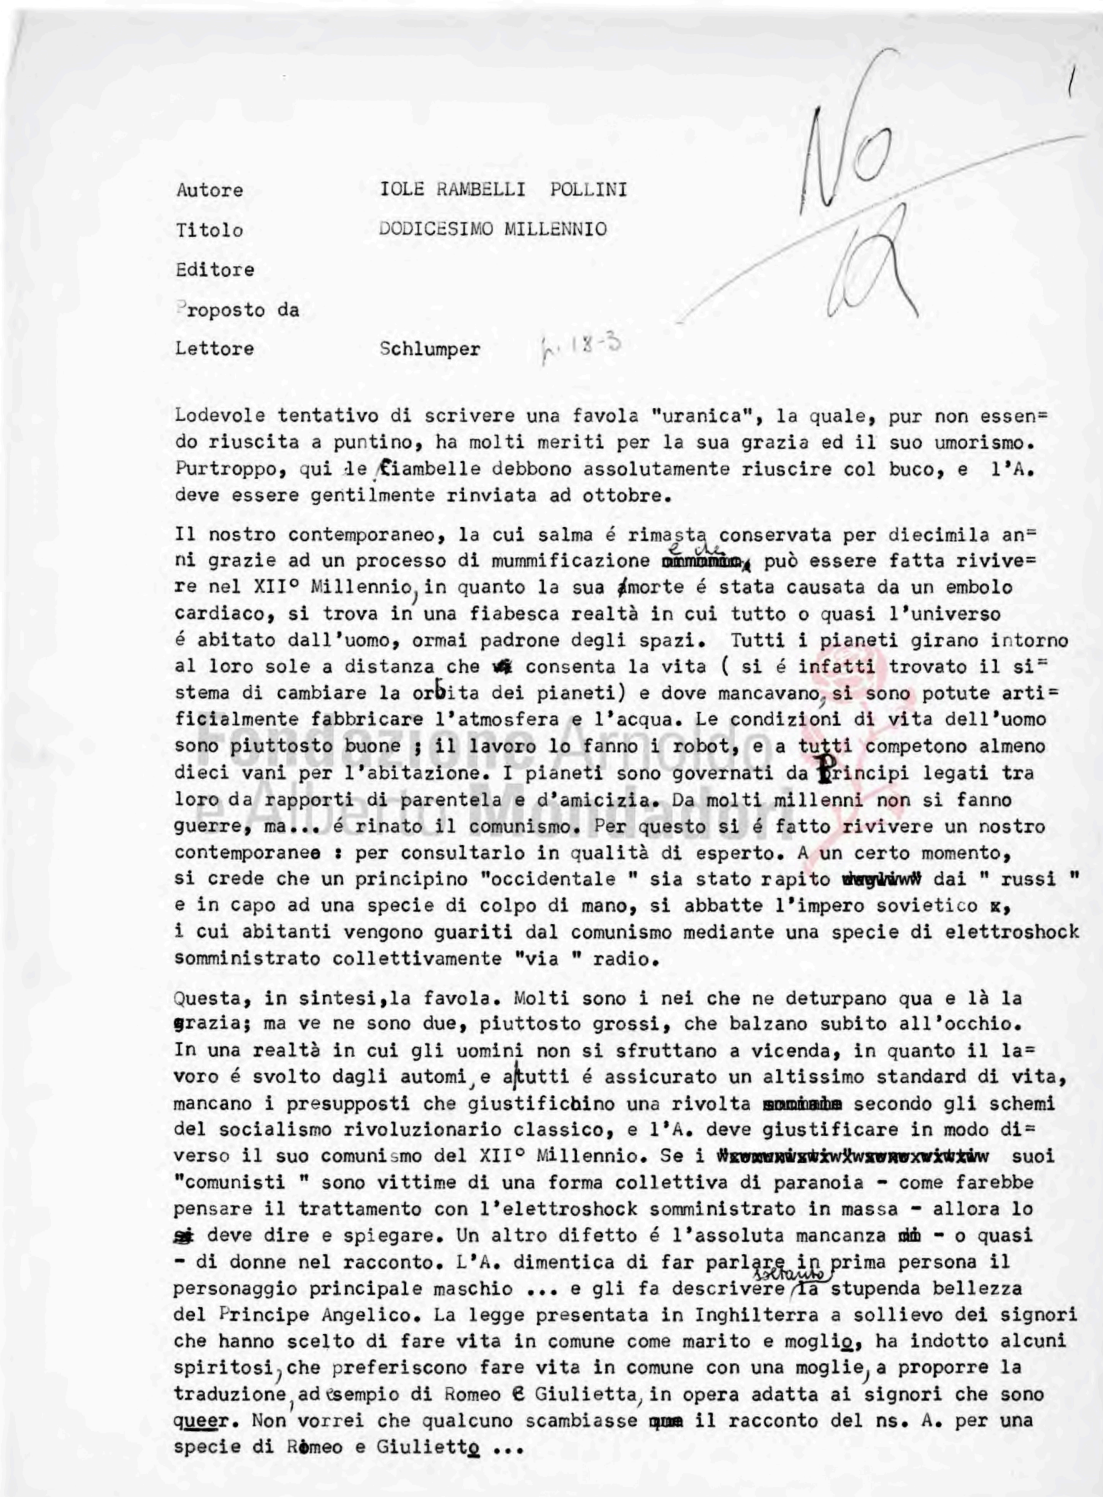 No
1
Autore IOLE RAMBELLI POLLINI
Titolo DODICESIMO MILLENNIO
Editore
Proposto da
Lettore Schlumper p. 18-3
Lodevole tentativo di scrivere una favola "uranica", la quale, pur non essen=
do riuscita a puntino, ha molti meriti per la sua grazia ed il suo umorismo.
Purtroppo, qui le ciambelle debbono assolutamente riuscire col buco, e l'A.
deve essere gentilmente rinviata ad ottobre.
Il nostro contemporaneo, la cui salma é rimasta conservata per diecimila an=
ni grazie ad un processo di mummificazione e che può essere fatta rivive=
re nel XII° Millennio, in quanto la sua morte é stata causata da un embolo
cardiaco, si trova in una fiabesca realtà in cui tutto o quasi l'universo
é abitato dall'uomo, ormai padrone degli spazi. Tutti i pianeti girano intorno
al loro sole a distanza che consenta la vita ( si é infatti trovato il si=
stema di cambiare la orbita dei pianeti) e dove mancavano, si sono potute arti=
ficialmente fabbricare l'atmosfera e l'acqua. Le condizioni di vita dell'uomo
sono piuttosto buone ; il lavoro lo fanno i robot, e a tutti competono almeno
dieci vani per l'abitazione. I pianeti sono governati da Principi legati tra
loro da rapporti di parentela e d'amicizia. Da molti millenni non si fanno
guerre, ma... é rinato il comunismo. Per questo si é fatto rivivere un nostro
contemporaneo : per consultarlo in qualità di esperto. A un certo momento,
si crede che un principino "occidentale " sia stato rapito dai " russi "
e in capo ad una specie di colpo di mano, si abbatte l'impero sovietico x,
i cui abitanti vengono guariti dal comunismo mediante una specie di elettroshock
somministrato collettivamente "via " radio.
Questa, in sintesi,la favola. Molti sono i nei che ne deturpano qua e là la
grazia; ma ve ne sono due, piuttosto grossi, che balzano subito all'occhio.
In una realtà in cui gli uomini non si sfruttano a vicenda, in quanto il la=
voro é svolto dagli automi, e a tutti é assicurato un altissimo standard di vita,
mancano i presupposti che giustifichino una rivolta secondo gli schemi
del socialismo rivoluzionario classico, e l'A. deve giustificare in modo di=
verso il suo comunismo del XII° Millennio. Se i suoi
"comunisti " sono vittime di una forma collettiva di paranoia - come farebbe
pensare il trattamento con l'elettroshock somministrato in massa - allora lo
si deve dire e spiegare. Un altro difetto é l'assoluta mancanza - o quasi
- di donne nel racconto. L'A. dimentica di far parlare in prima persona il
personaggio principale maschio ... e gli fa descrivere soltanto la stupenda bellezza
del Principe Angelico. La legge presentata in Inghilterra a sollievo dei signori
che hanno scelto di fare vita in comune come marito e moglio, ha indotto alcuni
spiritosi, che preferiscono fare vita in comune con una moglie, a proporre la
traduzione, ad esempio di Romeo e Giulietta, in opera adatta ai signori che sono
queer. Non vorrei che qualcuno scambiasse il racconto del ns. A. per una
specie di Romeo e Giulietto ...
Fondazione Arnoldo
e Alberto Mondadori